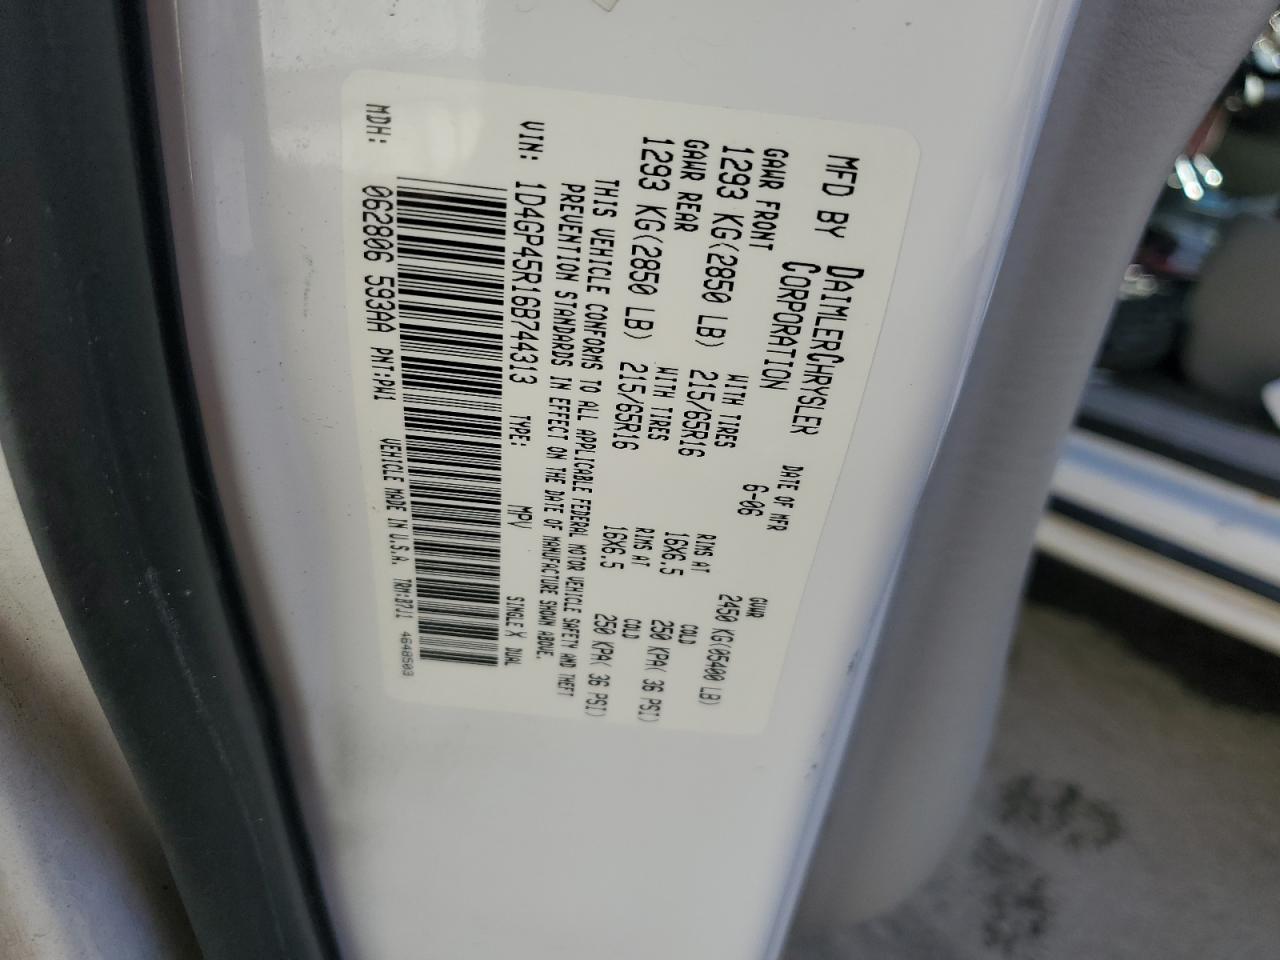 MFD BY DAIMLERCHRYSLER CORPORATION
DATE OF MFR 6-06
GVWR 2450 KG(05400 LB)
GAWR FRONT WITH TIRES RIMS AT COLD
1293 KG(2850 LB) 215/65R16 16X6.5 250 KPA( 36 PSI)
GAWR REAR WITH TIRES RIMS AT COLD
1293 KG(2850 LB) 215/65R16 16X6.5 250 KPA( 36 PSI)
THIS VEHICLE CONFORMS TO ALL APPLICABLE FEDERAL MOTOR VEHICLE SAFETY AND THEFT
PREVENTION STANDARDS IN EFFECT ON THE DATE OF MANUFACTURE SHOWN ABOVE.
VIN: 1D4GP45R16B744313 TYPE: MPV SINGLE X DUAL
MDH: 062806 593AA PNT:PW1 VEHICLE MADE IN U.S.A. TRM:B7J1 4648503